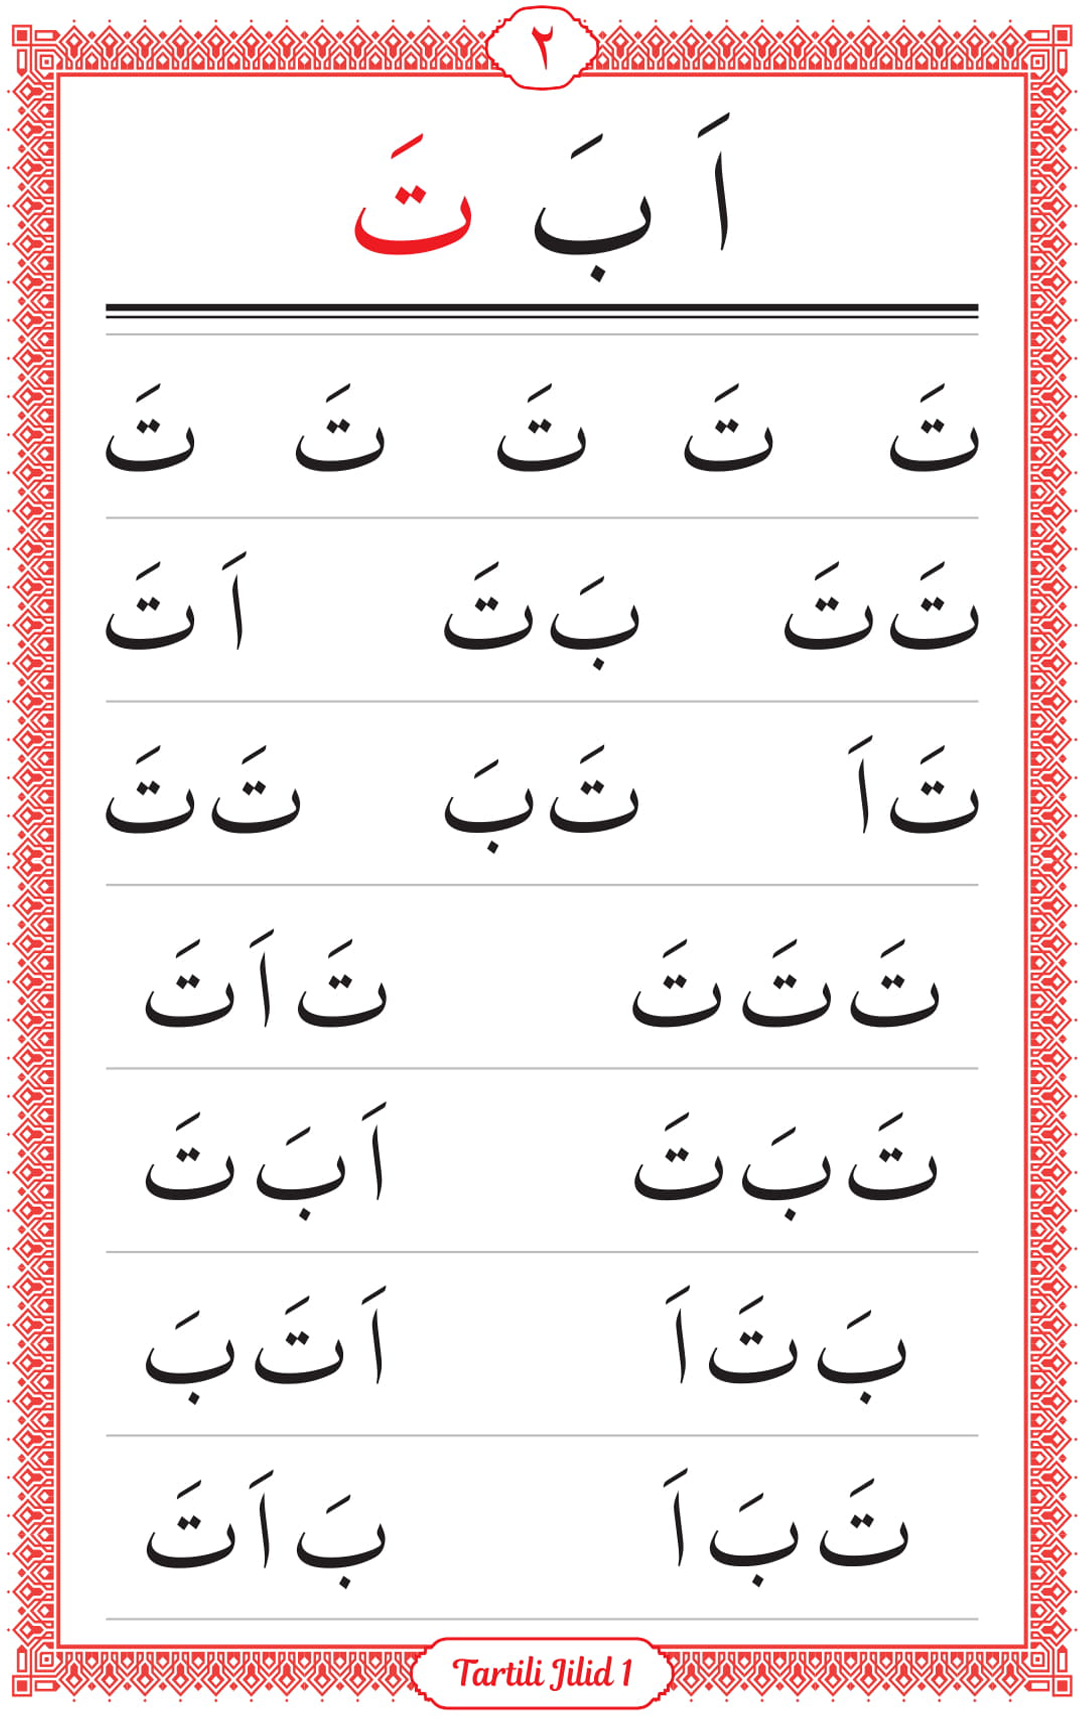 ٢
اَ بَ تَ
تَ تَ تَ تَ تَ
تَ تَ بَ تَ اَ تَ
تَ اَ تَ بَ تَ تَ
تَ تَ تَ تَ اَ تَ
تَ بَ تَ اَ بَ تَ
بَ تَ اَ اَ تَ بَ
تَ بَ اَ بَ اَ تَ
Tartili Jilid 1